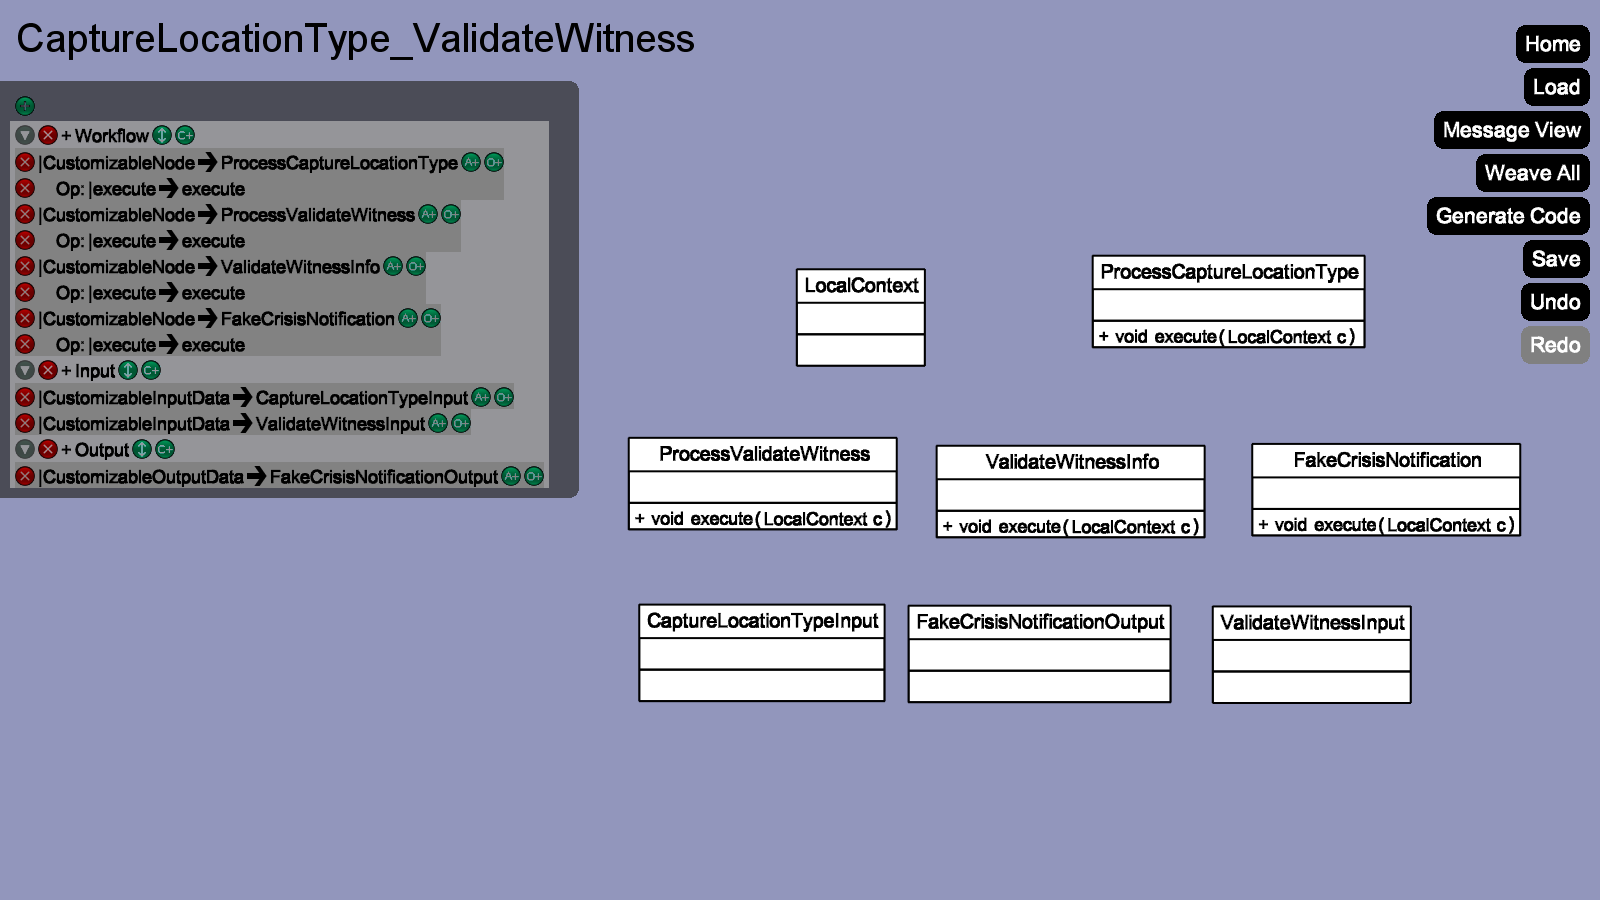 CaptureLocationType_ValidateWitness
Home
Load
Message View
Weave All
Generate Code
Save
Undo
Redo
+ Workflow C+
|CustomizableNode➔ProcessCaptureLocationType A+ O+
Op: |execute➔execute
|CustomizableNode➔ProcessValidateWitness A+ O+
Op: |execute➔execute
|CustomizableNode➔ValidateWitnessInfo A+ O+
Op: |execute➔execute
|CustomizableNode➔FakeCrisisNotification A+ O+
Op: |execute➔execute
+ Input C+
|CustomizableInputData➔CaptureLocationTypeInput A+ O+
|CustomizableInputData➔ValidateWitnessInput A+ O+
+ Output C+
|CustomizableOutputData➔FakeCrisisNotificationOutput A+ O+
LocalContext
ProcessCaptureLocationType
+ void execute(LocalContext c)
ProcessValidateWitness
+ void execute(LocalContext c)
ValidateWitnessInfo
+ void execute(LocalContext c)
FakeCrisisNotification
+ void execute(LocalContext c)
CaptureLocationTypeInput
FakeCrisisNotificationOutput
ValidateWitnessInput